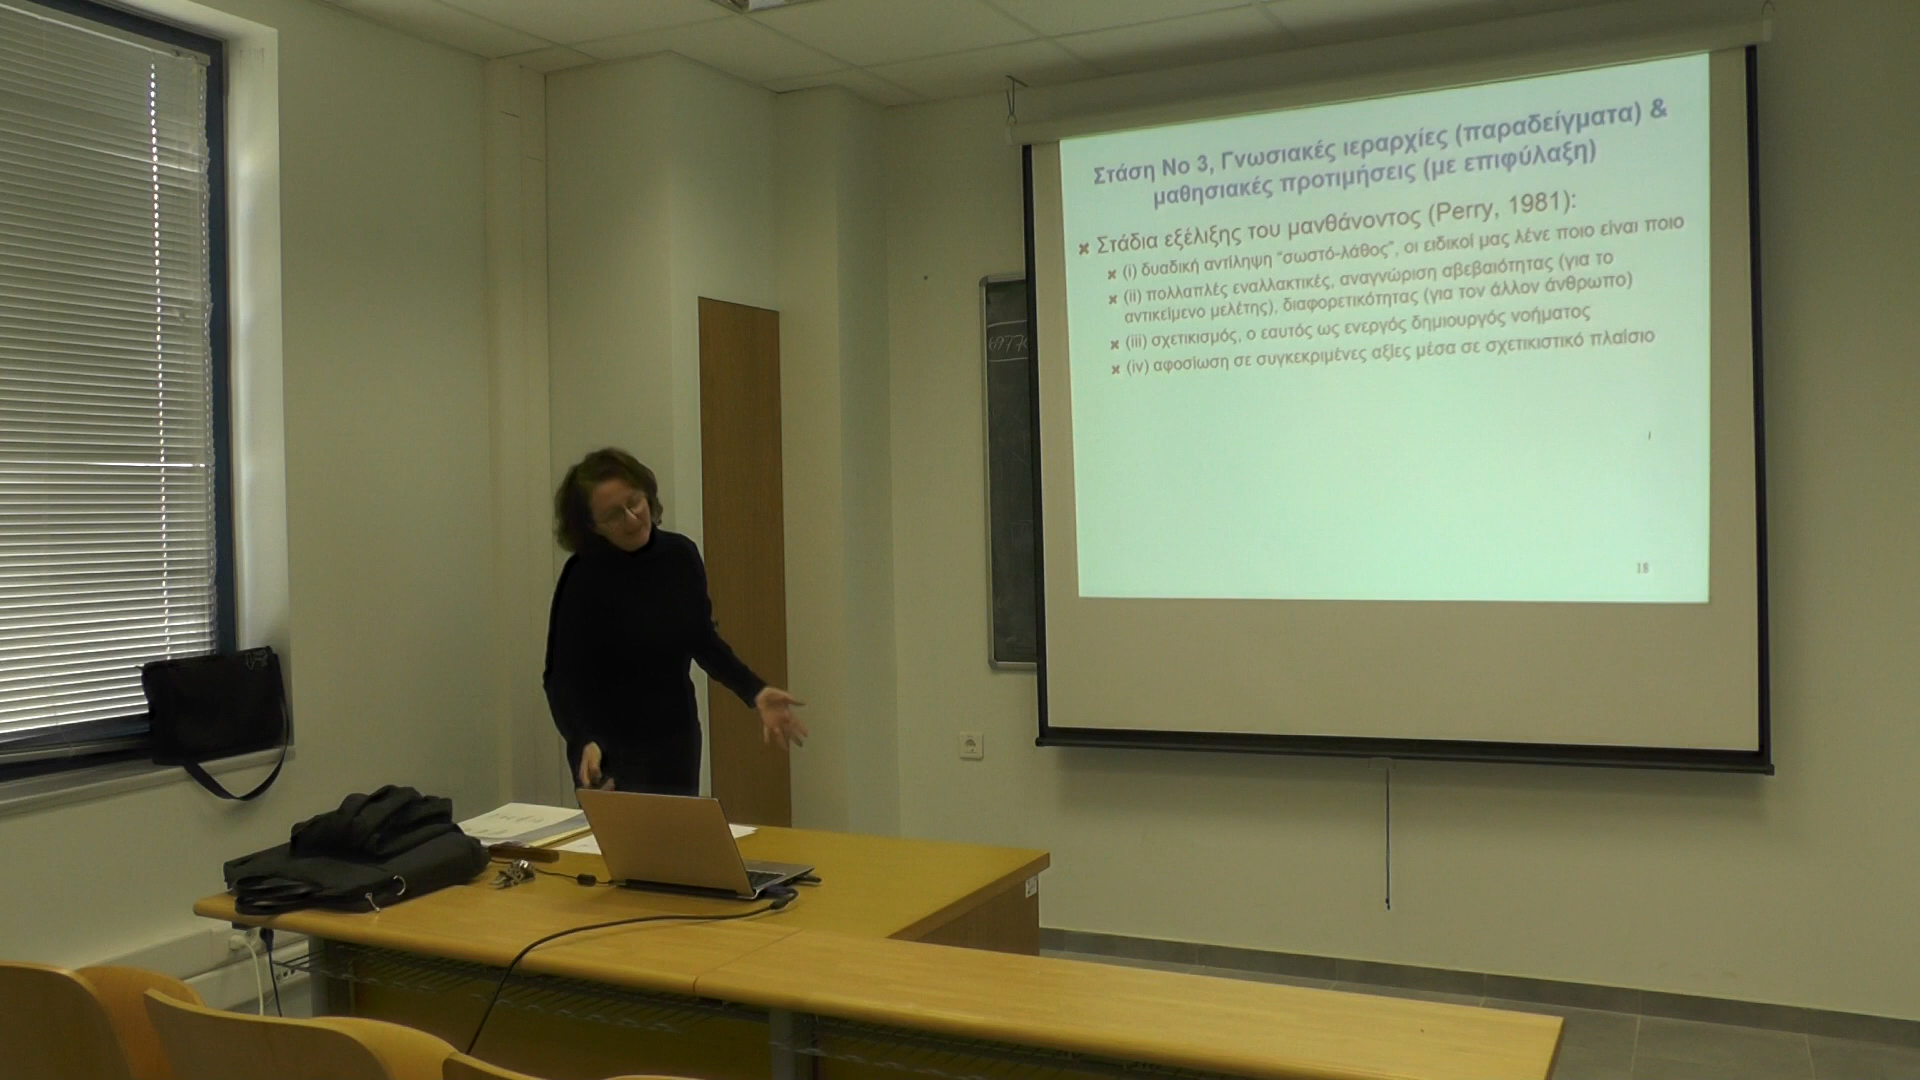 Στάση Νο 3, Γνωσιακές ιεραρχίες (παραδείγματα) &
μαθησιακές προτιμήσεις (με επιφύλαξη)
Στάδια εξέλιξης του μανθάνοντος (Perry, 1981):
(i) δυαδική αντίληψη "σωστό-λάθος", οι ειδικοί μας λένε ποιο είναι ποιο
(ii) πολλαπλές εναλλακτικές, αναγνώριση αβεβαιότητας (για το
αντικείμενο μελέτης), διαφορετικότητας (για τον άλλον άνθρωπο)
(iii) σχετικισμός, ο εαυτός ως ενεργός δημιουργός νοήματος
(iv) αφοσίωση σε συγκεκριμένες αξίες μέσα σε σχετικιστικό πλαίσιο
18